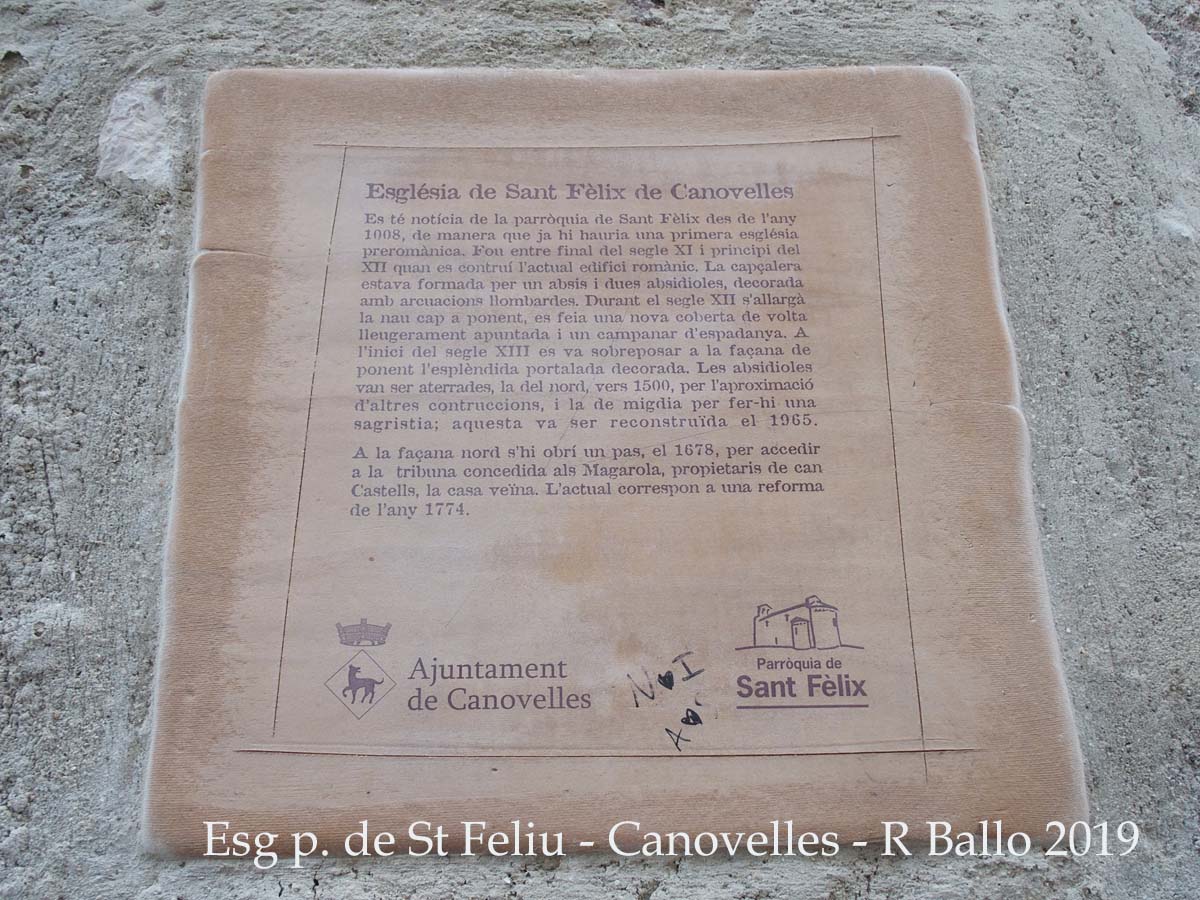 Església de Sant Fèlix de Canovelles
Es té notícia de la parròquia de Sant Fèlix des de l'any
1008, de manera que ja hi hauria una primera església
preromànica. Fou entre final del segle XI i principi del
XII quan es contruí l'actual edifici romànic. La capçalera
estava formada per un absis i dues absidioles, decorada
amb arcuacions llombardes. Durant el segle XII s'allargà
la nau cap a ponent, es feia una nova coberta de volta
lleugerament apuntada i un campanar d'espadanya. A
l'inici del segle XIII es va sobreposar a la façana de
ponent l'esplèndida portalada decorada. Les absidioles
van ser aterrades, la del nord, vers 1500, per l'aproximació
d'altres contruccions, i la de migdia per fer-hi una
sagristia; aquesta va ser reconstruïda el 1965.
A la façana nord s'hi obrí un pas, el 1678, per accedir
a la tribuna concedida als Magarola, propietaris de can
Castells, la casa veïna. L'actual correspon a una reforma
de l'any 1774.
Ajuntament
de Canovelles
Parròquia de
Sant Fèlix
Esg p. de St Feliu - Canovelles - R Ballo 2019